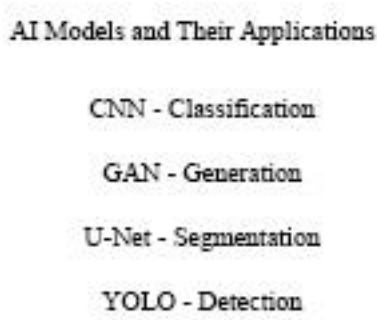 AI Models and Their Applications
CNN - Classification
GAN - Generation
U-Net - Segmentation
YOLO - Detection